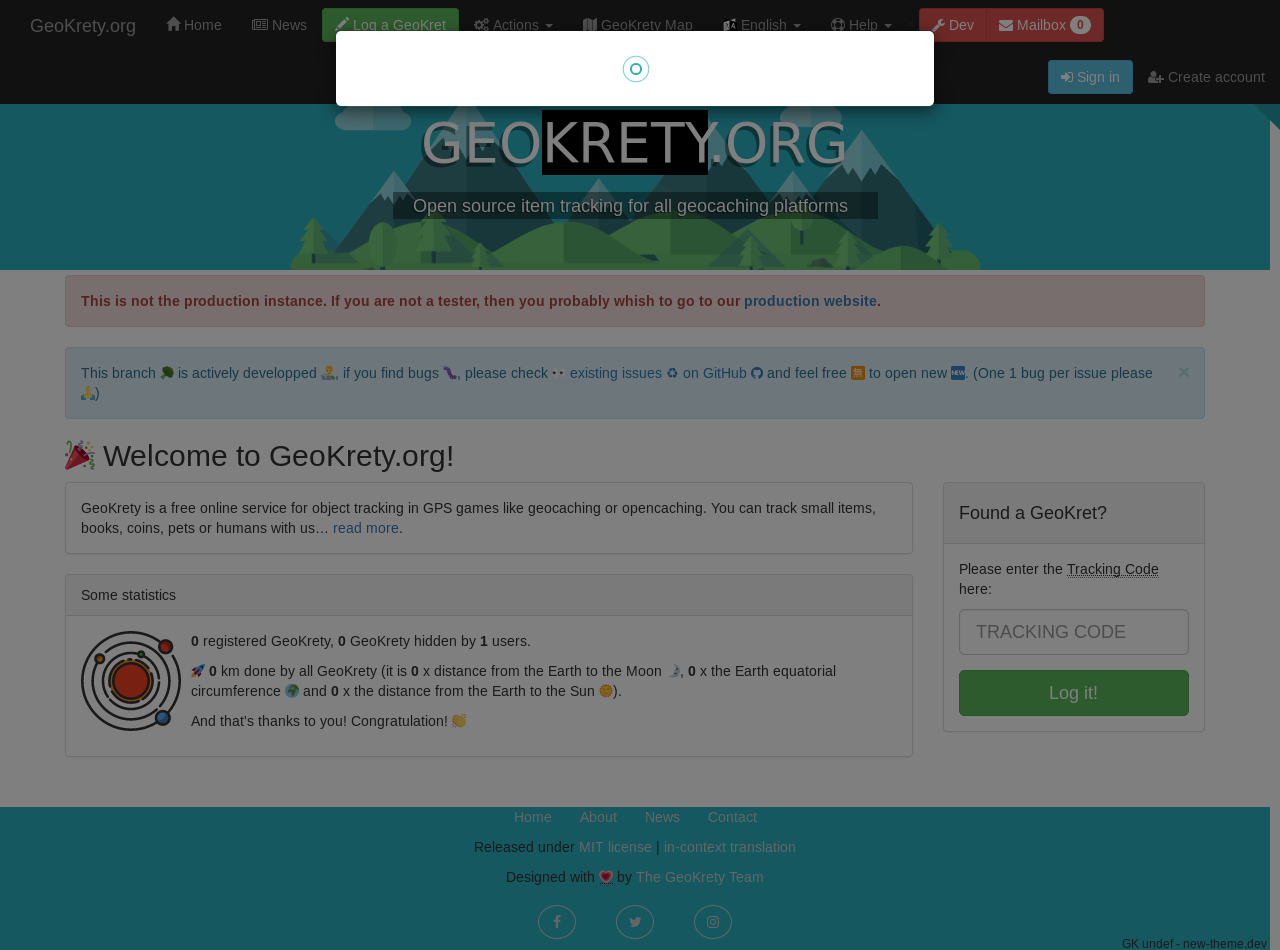 GeoKrety.org Home News Log a GeoKret Actions GeoKrety Map English Help Dev Mailbox 0
Sign in Create account
GEOKRETY.ORG
Open source item tracking for all geocaching platforms
This is not the production instance. If you are not a tester, then you probably whish to go to our production website.
This branch 🌳 is actively developped, if you find bugs 🐛, please check 👀 existing issues ♻ on GitHub and feel free 🈚 to open new 🆕. (One 1 bug per issue please ×
🙏)
🎉 Welcome to GeoKrety.org!
GeoKrety is a free online service for object tracking in GPS games like geocaching or opencaching. You can track small items,
books, coins, pets or humans with us… read more.
Found a GeoKret?
Please enter the Tracking Code
here:
TRACKING CODE
Log it!
Some statistics
0 registered GeoKrety, 0 GeoKrety hidden by 1 users.
🚀 0 km done by all GeoKrety (it is 0 x distance from the Earth to the Moon, 0 x the Earth equatorial
circumference 🌍 and 0 x the distance from the Earth to the Sun 🌞).
And that's thanks to you! Congratulation! 👏
Home About News Contact
Released under MIT license | in-context translation
Designed with 💗 by The GeoKrety Team
GK undef - new-theme.dev